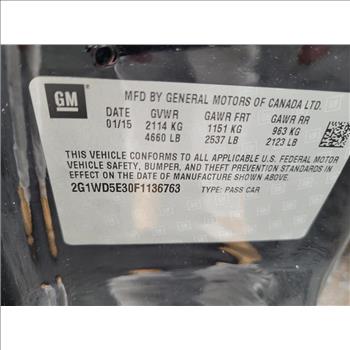 GM
MFD BY GENERAL MOTORS OF CANADA LTD.
DATE GVWR GAWR FRT GAWR RR
01/15 2114 KG 1151 KG 963 KG
4660 LB 2537 LB 2123 LB
THIS VEHICLE CONFORMS TO ALL APPLICABLE U.S. FEDERAL MOTOR
VEHICLE SAFETY, BUMPER, AND THEFT PREVENTION STANDARDS IN
EFFECT ON THE DATE OF MANUFACTURE SHOWN ABOVE.
2G1WD5E30F1136763 TYPE: PASS CAR